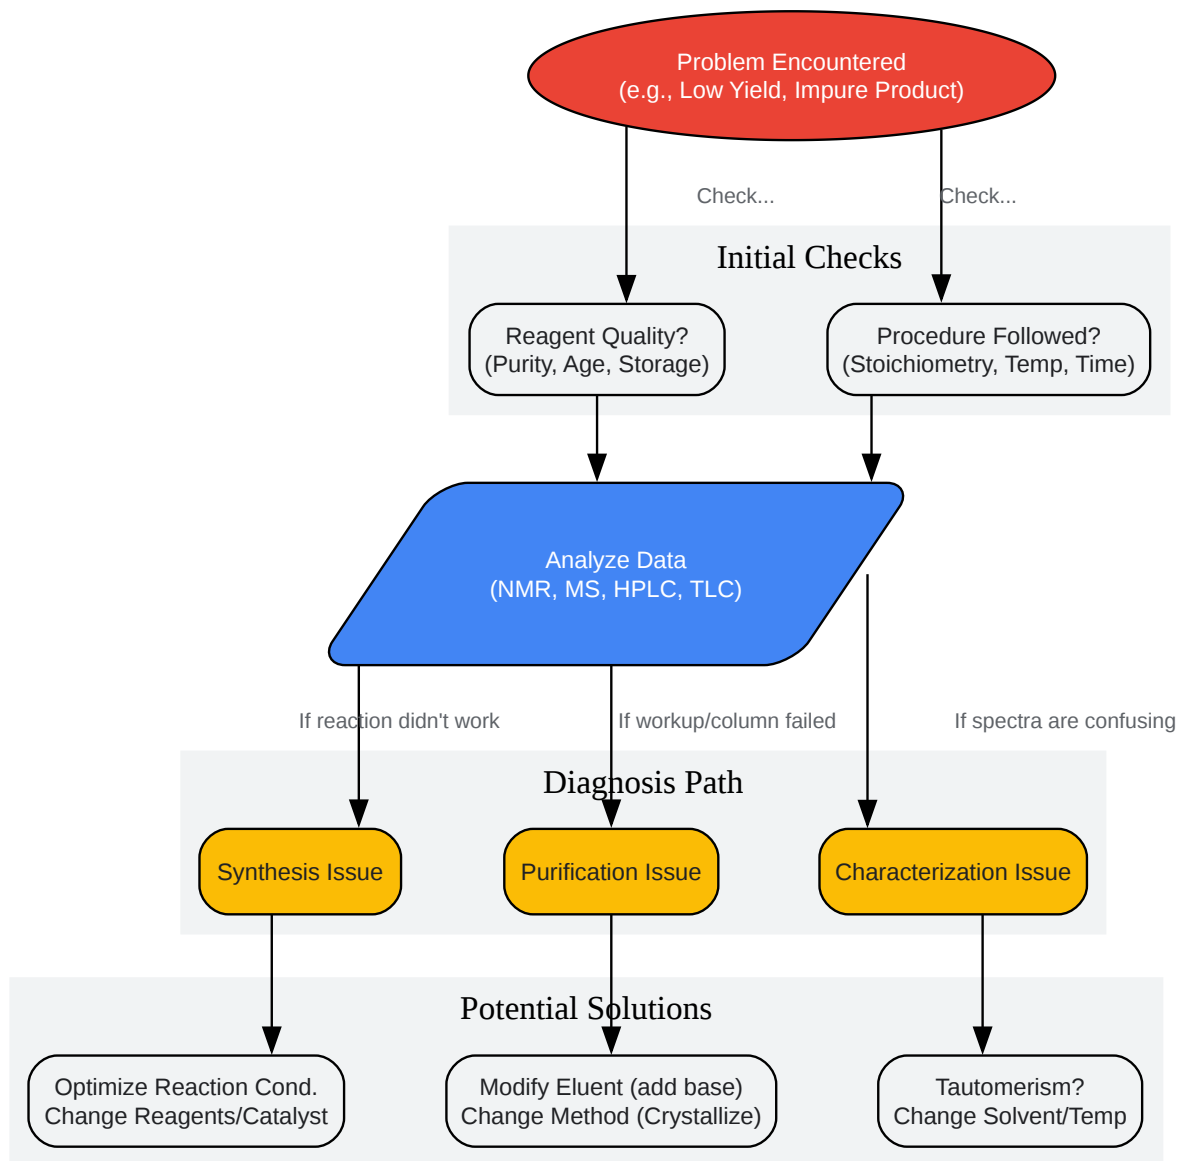 Problem Encountered
(e.g., Low Yield, Impure Product)
Check...
Check...
Initial Checks
Reagent Quality?
(Purity, Age, Storage)
Procedure Followed?
(Stoichiometry, Temp, Time)
Analyze Data
(NMR, MS, HPLC, TLC)
If reaction didn't work
If workup/column failed
If spectra are confusing
Diagnosis Path
Synthesis Issue
Purification Issue
Characterization Issue
Potential Solutions
Optimize Reaction Cond.
Change Reagents/Catalyst
Modify Eluent (add base)
Change Method (Crystallize)
Tautomerism?
Change Solvent/Temp